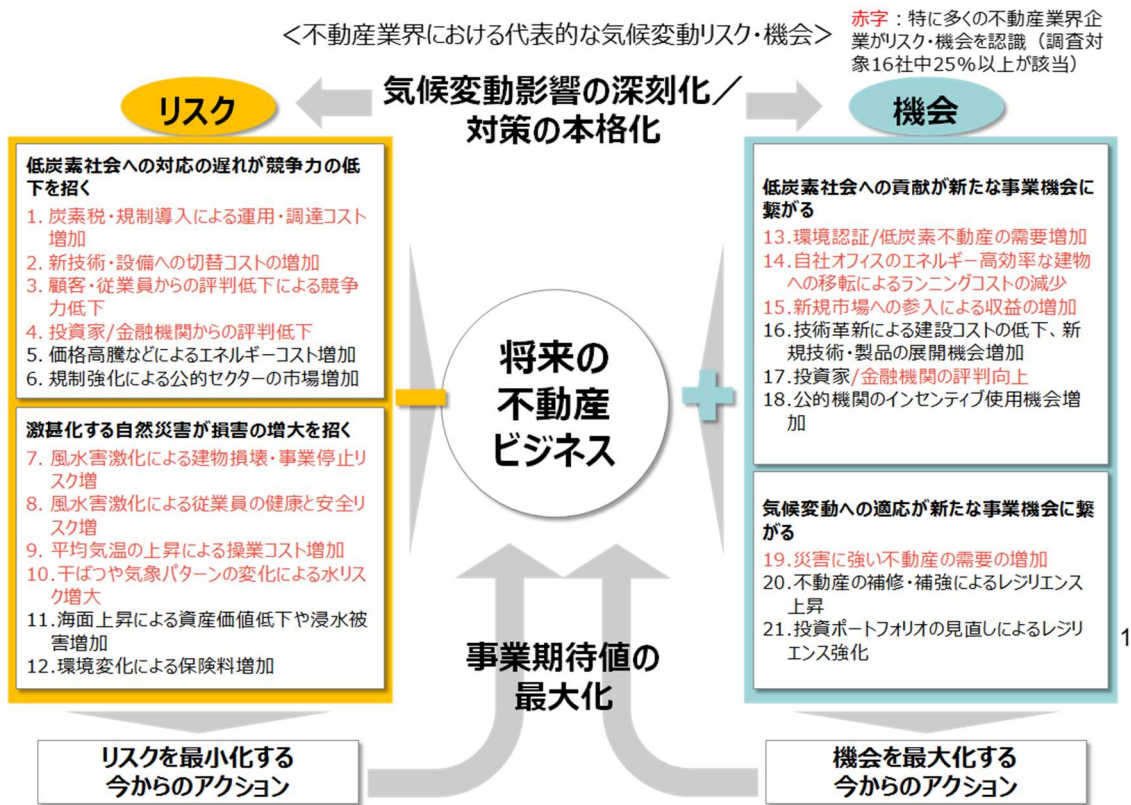 ＜不動産業界における代表的な気候変動リスク・機会＞
赤字：特に多くの不動産業界企
業がリスク・機会を認識（調査対
象16社中25％以上が該当）
リスク
気候変動影響の深刻化／
対策の本格化
機会
低炭素社会への対応の遅れが競争力の低
下を招く
1. 炭素税・規制導入による運用・調達コスト
増加
2. 新技術・設備への切替コストの増加
3. 顧客・従業員からの評判低下による競争
力低下
4. 投資家/金融機関からの評判低下
5. 価格高騰などによるエネルギーコスト増加
6. 規制強化による公的セクターの市場増加
激甚化する自然災害が損害の増大を招く
7. 風水害激化による建物損壊・事業停止リ
スク増
8. 風水害激化による従業員の健康と安全リ
スク増
9. 平均気温の上昇による操業コスト増加
10.干ばつや気象パターンの変化による水リス
ク増大
11.海面上昇による資産価値低下や浸水被
害増加
12.環境変化による保険料増加
将来の
不動産
ビジネス
低炭素社会への貢献が新たな事業機会に
繋がる
13.環境認証/低炭素不動産の需要増加
14.自社オフィスのエネルギー高効率な建物
への移転によるランニングコストの減少
15.新規市場への参入による収益の増加
16.技術革新による建設コストの低下、新
規技術・製品の展開機会増加
17.投資家/金融機関の評判向上
18.公的機関のインセンティブ使用機会増
加
気候変動への適応が新たな事業機会に繋
がる
19.災害に強い不動産の需要の増加
20.不動産の補修・補強によるレジリエンス
上昇
21.投資ポートフォリオの見直しによるレジリ
エンス強化
1
事業期待値の
最大化
リスクを最小化する
今からのアクション
機会を最大化する
今からのアクション